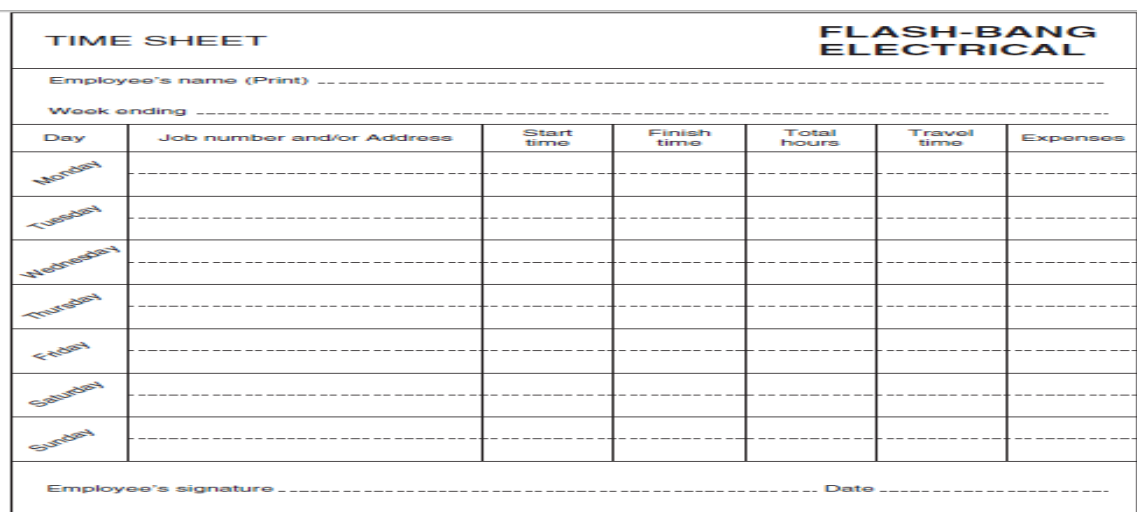 TIME SHEET
FLASH-BANG
ELECTRICAL
Employee's name (Print)
Week ending
Day
Job number and/or Address
Start
time
Finish
time
Total
hours
Travel
time
Expenses
Monday
Tuesday
Wednesday
Thursday
Friday
Saturday
Sunday
Employee's signature
Date